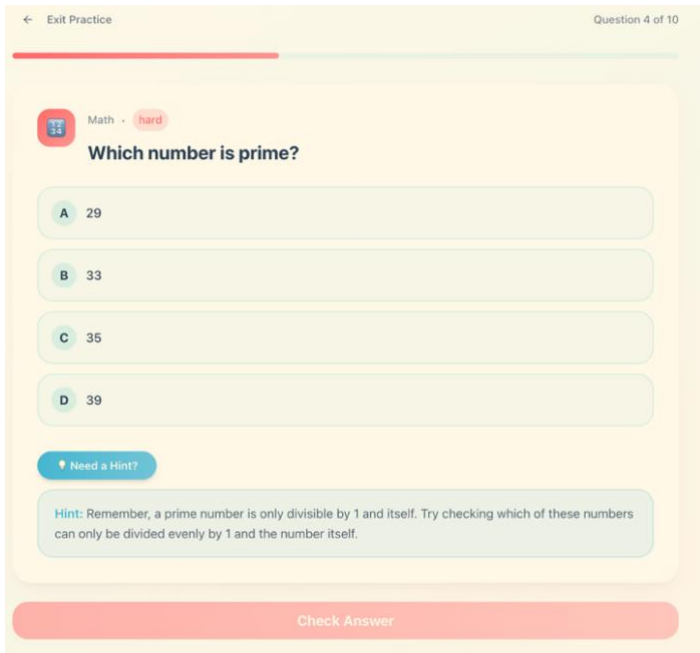 ← Exit Practice
Question 4 of 10
Math · hard
Which number is prime?
A 29
B 33
C 35
D 39
Need a Hint?
Hint: Remember, a prime number is only divisible by 1 and itself. Try checking which of these numbers
can only be divided evenly by 1 and the number itself.
Check Answer